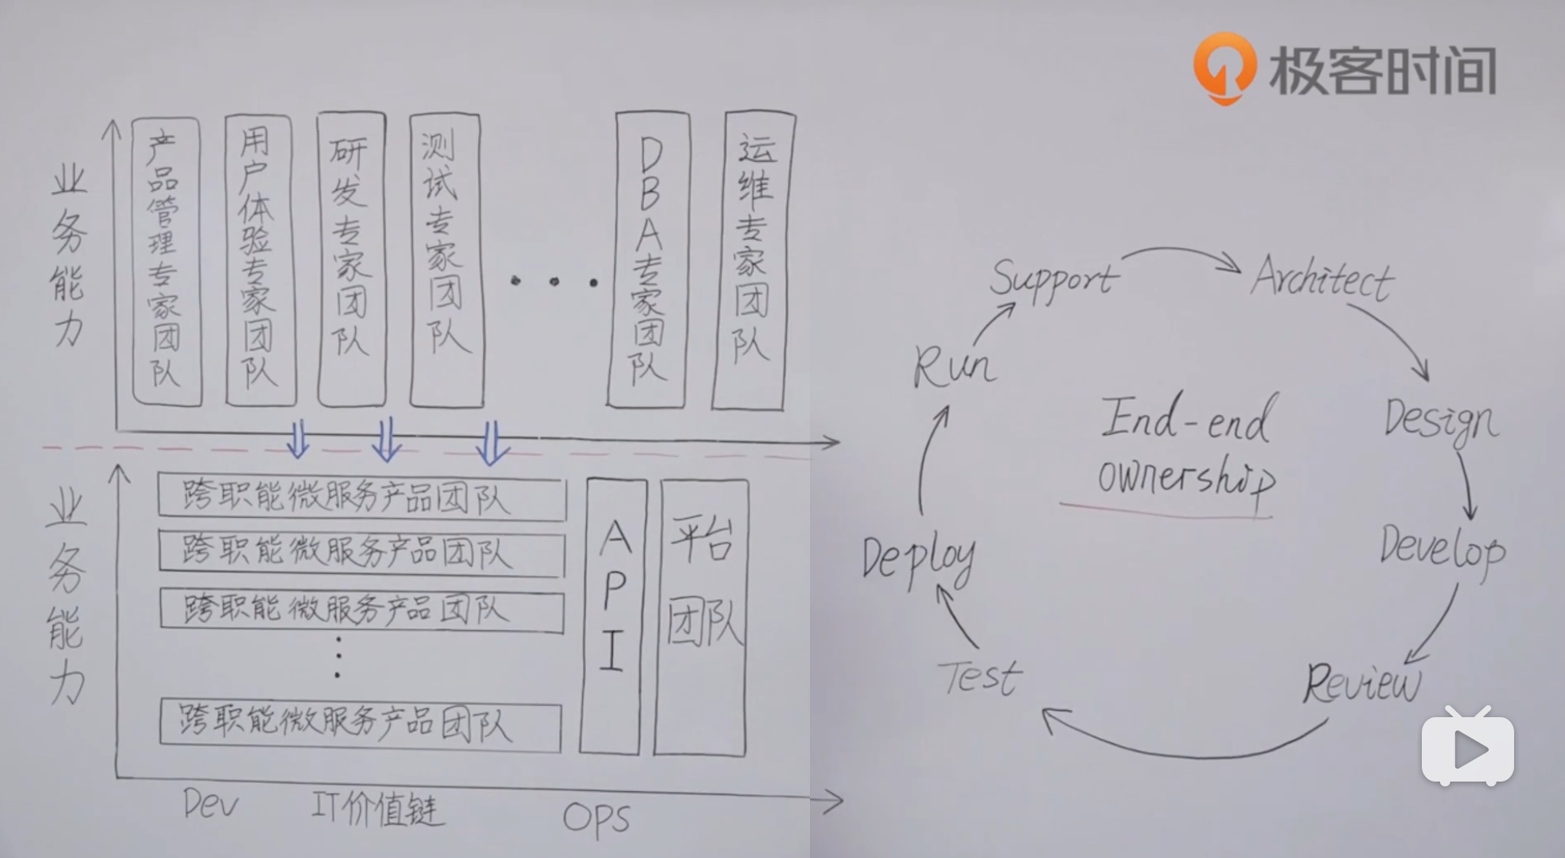 极客时间
业务能力
产品管理专家团队
用户体验专家团队
研发专家团队
测试专家团队
...
DBA专家团队
运维专家团队
业务能力
跨职能微服务产品团队
跨职能微服务产品团队
跨职能微服务产品团队
跨职能微服务产品团队
API
平台团队
Dev
IT价值链
OPS
Support
Architect
Design
Develop
Review
Test
Deploy
Run
End-end
ownership